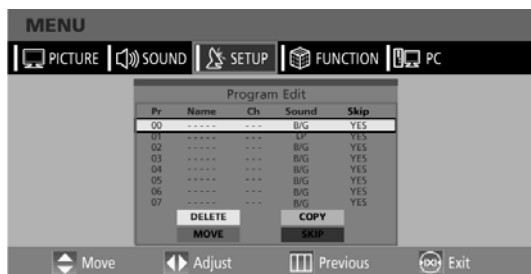 MENU
PICTURE SOUND SETUP FUNCTION PC
Program Edit
Pr Name Ch Sound Skip
00 ----- --- B/G YES
01 ----- --- LP YES
02 ----- --- B/G YES
03 ----- --- B/G YES
04 ----- --- B/G YES
05 ----- --- B/G YES
06 ----- --- B/G YES
07 ----- --- B/G YES
DELETE COPY
MOVE SKIP
Move Adjust Previous Exit